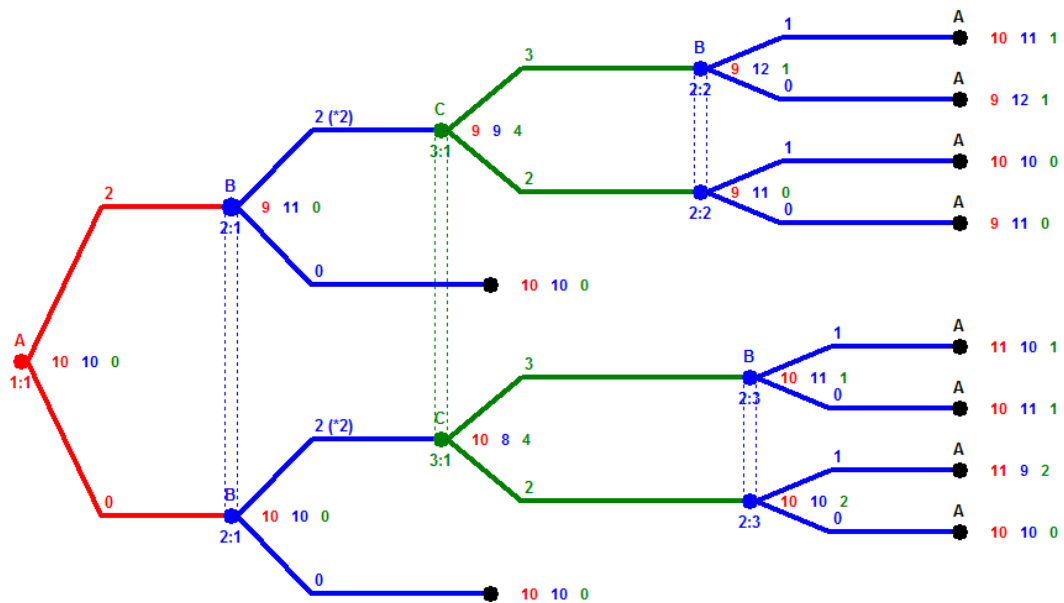 1 A 10 11 1
B
3 9 12 1
0 A
2:2 9 12 1
2 (*2) C
9 9 4
3:1
1 A 10 10 0
2
B 9 11 0
2 0 A
2:2 9 11 0
B
9 11 0
2:1
0
10 10 0
A
10 10 0
1:1
1 A 11 10 1
3 B
10 11 1
0 A
2:3 10 11 1
2 (*2) C
10 8 4
3:1
1 A 11 9 2
2
B 10 10 2
0 0 A
2:3 10 10 0
B
10 10 0
2:1
0
10 10 0